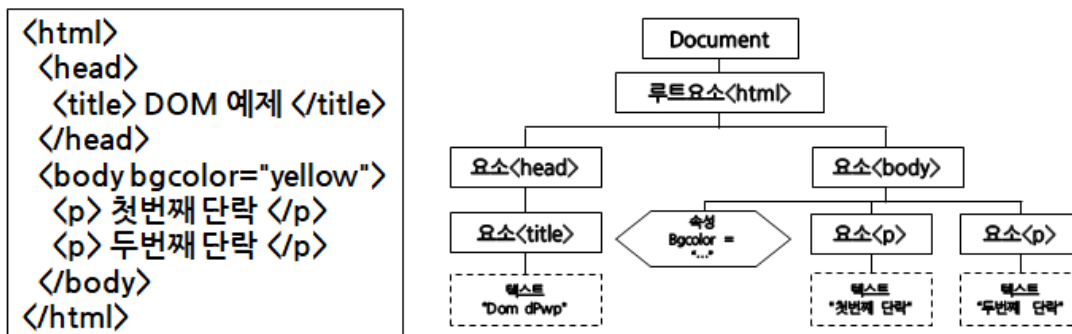 <html>
<head>
<title> DOM 예제 </title>
</head>
<body bgcolor="yellow">
<p> 첫번째 단락 </p>
<p> 두번째 단락 </p>
</body>
</html>
Document
루트요소<html>
요소<head>
요소<body>
요소<title>
속성
Bgcolor =
"..."
요소<p>
요소<p>
텍스트
"Dom dPwp"
텍스트
"첫번째 단락"
텍스트
"두번째 단락"